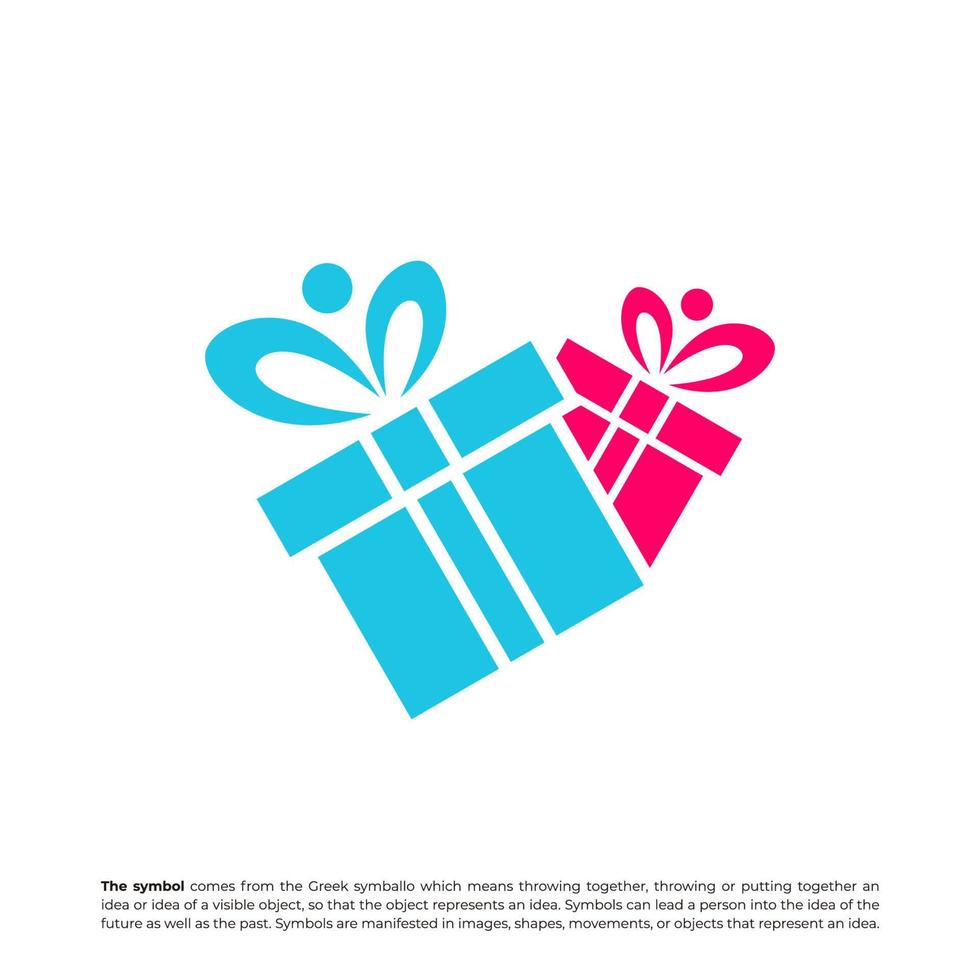 The symbol comes from the Greek symballo which means throwing together, throwing or putting together an
idea or idea of a visible object, so that the object represents an idea. Symbols can lead a person into the idea of the
future as well as the past. Symbols are manifested in images, shapes, movements, or objects that represent an idea.